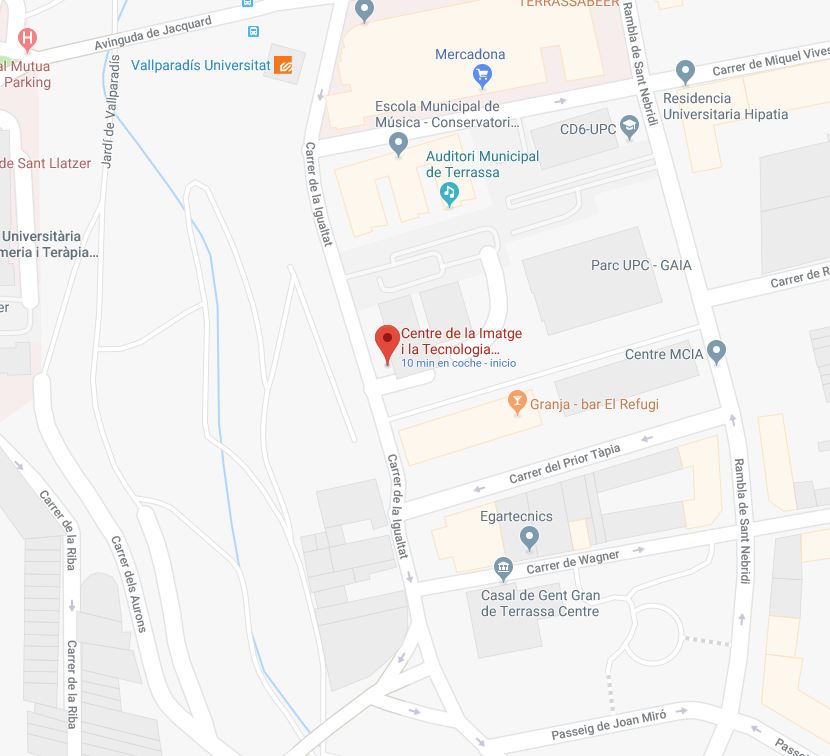 TERRASSABEER
Avinguda de Jacquard
H
al Mutua
Parking
Vallparadís Universitat
Mercadona
Rambla de Sant Nebridi
Carrer de Miquel Vives
Jardí de Vallparadís
Escola Municipal de
Música - Conservatori...
Residencia
Universitaria Hipatia
CD6-UPC
Auditori Municipal
de Terrassa
de Sant Llatzer
Carrer de la Igualtat
Universitària
meria i Teràpia...
Parc UPC - GAIA
Carrer de R
er
Centre de la Imatge
i la Tecnologia...
10 min en coche - inicio
Centre MCIA
Granja - bar El Refugi
Carrer del Prior Tàpia
Carrer de la Igualtat
Rambla de Sant Nebridi
Carrer de la Riba
Egartecnics
Carrer dels Aurons
Carrer de Wagner
Casal de Gent Gran
de Terrassa Centre
Carrer de la Riba
Passeig de Joan Miró
Passe